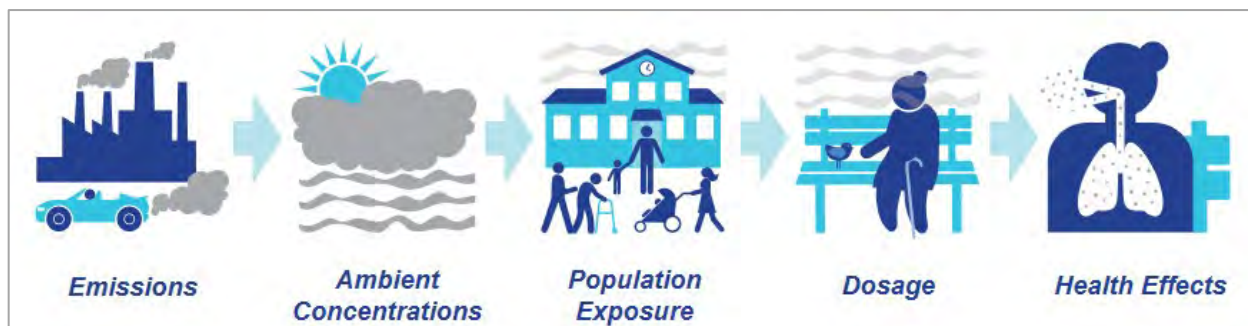 Emissions
Ambient
Concentrations
Population
Exposure
Dosage
Health Effects